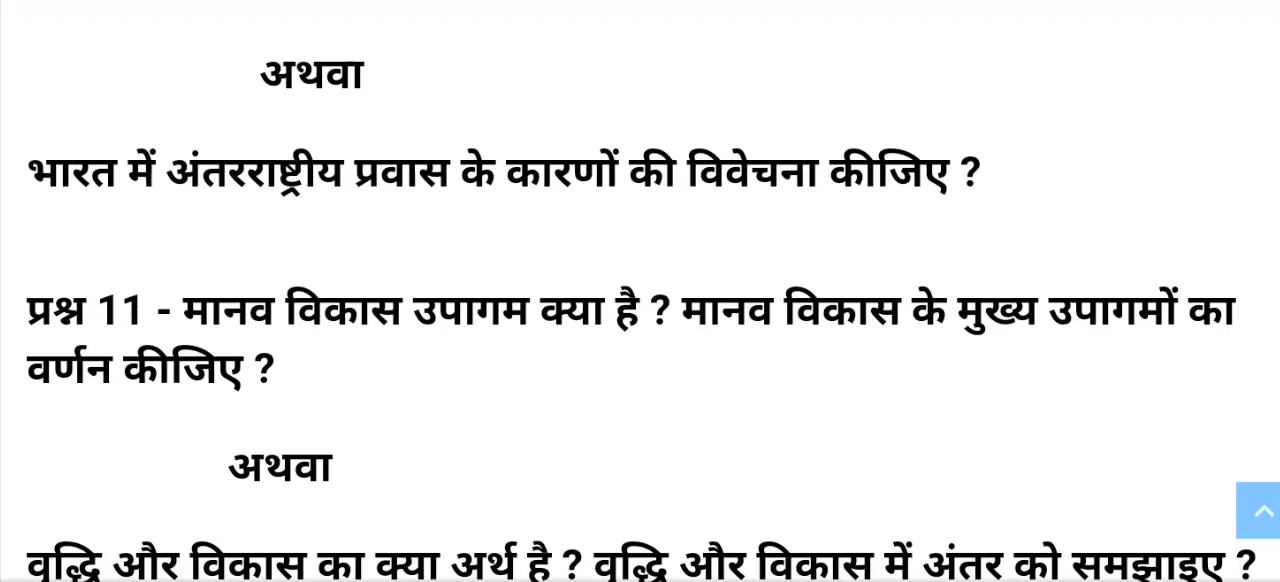 अथवा
भारत में अंतरराष्ट्रीय प्रवास के कारणों की विवेचना कीजिए ?
प्रश्न 11 - मानव विकास उपागम क्या है ? मानव विकास के मुख्य उपागमों का
वर्णन कीजिए ?
अथवा
वृद्धि और विकास का क्या अर्थ है ? वृद्धि और विकास में अंतर को समझाइए ?